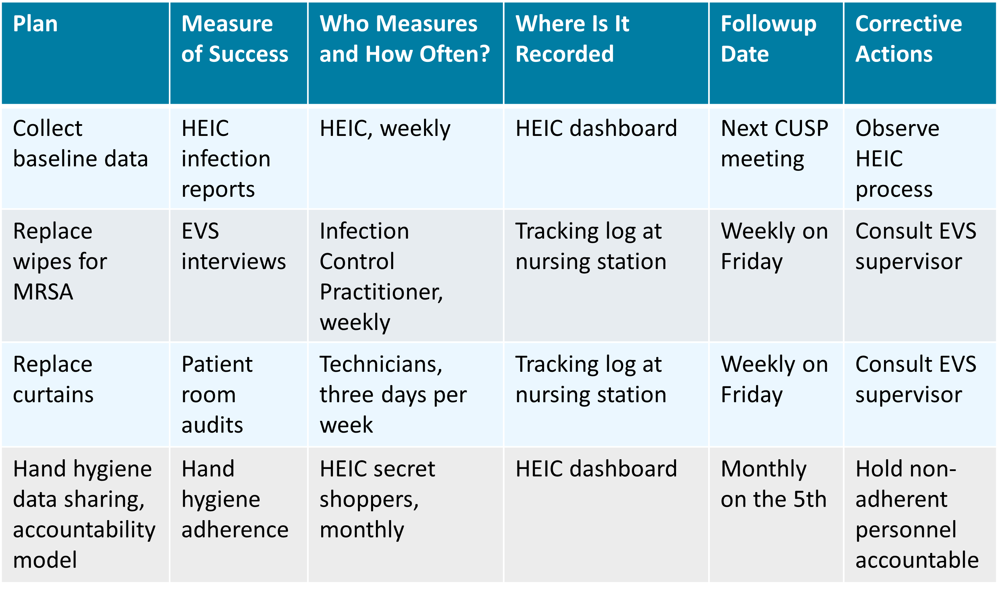 Plan
Measure
of Success
Who Measures
and How Often?
Where Is It
Recorded
Followup
Date
Corrective
Actions
Collect
baseline data
HEIC
infection
reports
HEIC, weekly
HEIC dashboard
Next CUSP
meeting
Observe
HEIC
process
Replace
wipes for
MRSA
EVS
interviews
Infection
Control
Practitioner,
weekly
Tracking log at
nursing station
Weekly on
Friday
Consult EVS
supervisor
Replace
curtains
Patient
room
audits
Technicians,
three days per
week
Tracking log at
nursing station
Weekly on
Friday
Consult EVS
supervisor
Hand hygiene
data sharing,
accountability
model
Hand
hygiene
adherence
HEIC secret
shoppers,
monthly
HEIC dashboard
Monthly
on the 5th
Hold non-
adherent
personnel
accountable